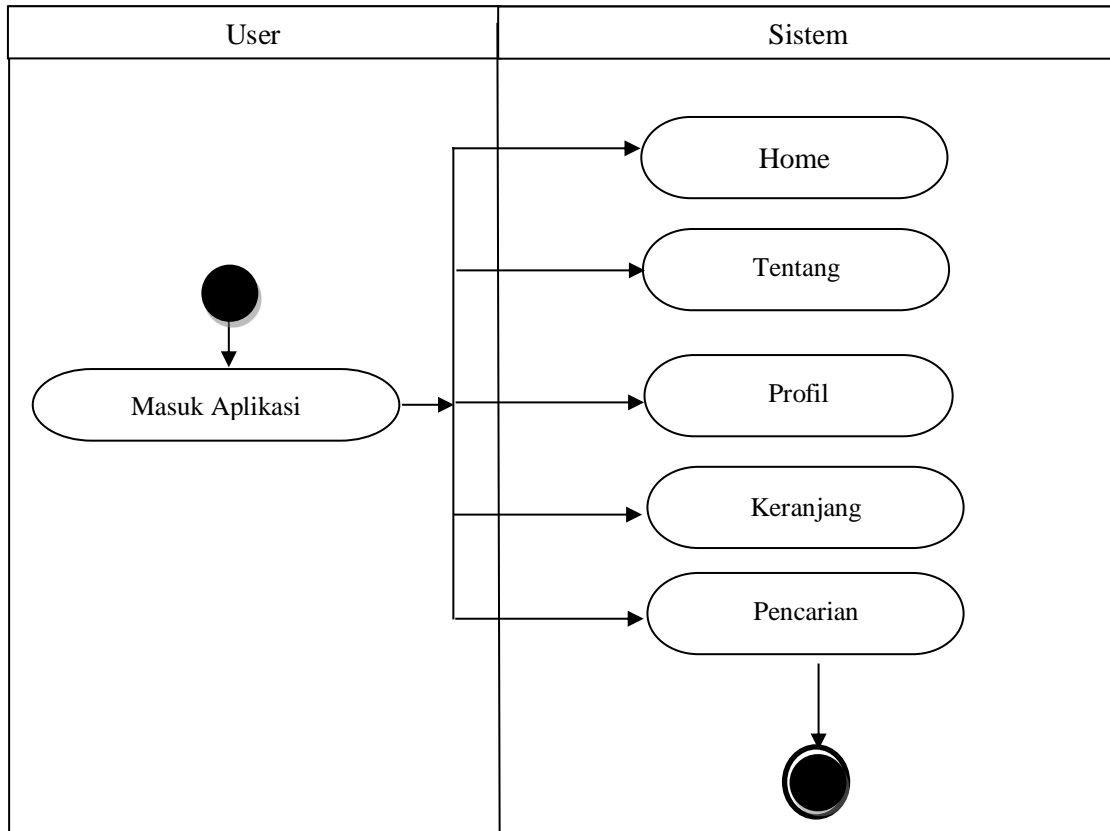 User
Sistem
Home
Tentang
Masuk Aplikasi
Profil
Keranjang
Pencarian